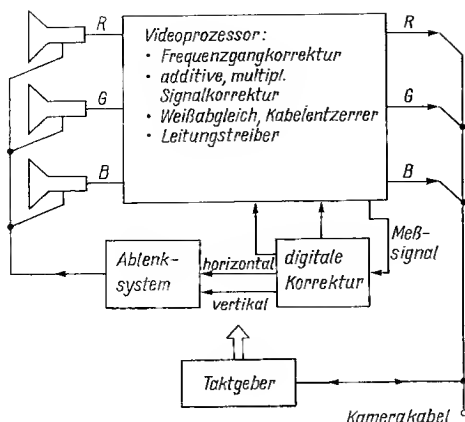 R
G
B
Videoprozessor:
• Frequenzgangkorrektur
• additive, multipl.
Signalkorrektur
• Weißabgleich, Kabelentzerrer
• Leitungstreiber
R
G
B
Meß-
signal
Ablenk-
system
horizontal
vertikal
digitale
Korrektur
Taktgeber
Kamerakabel